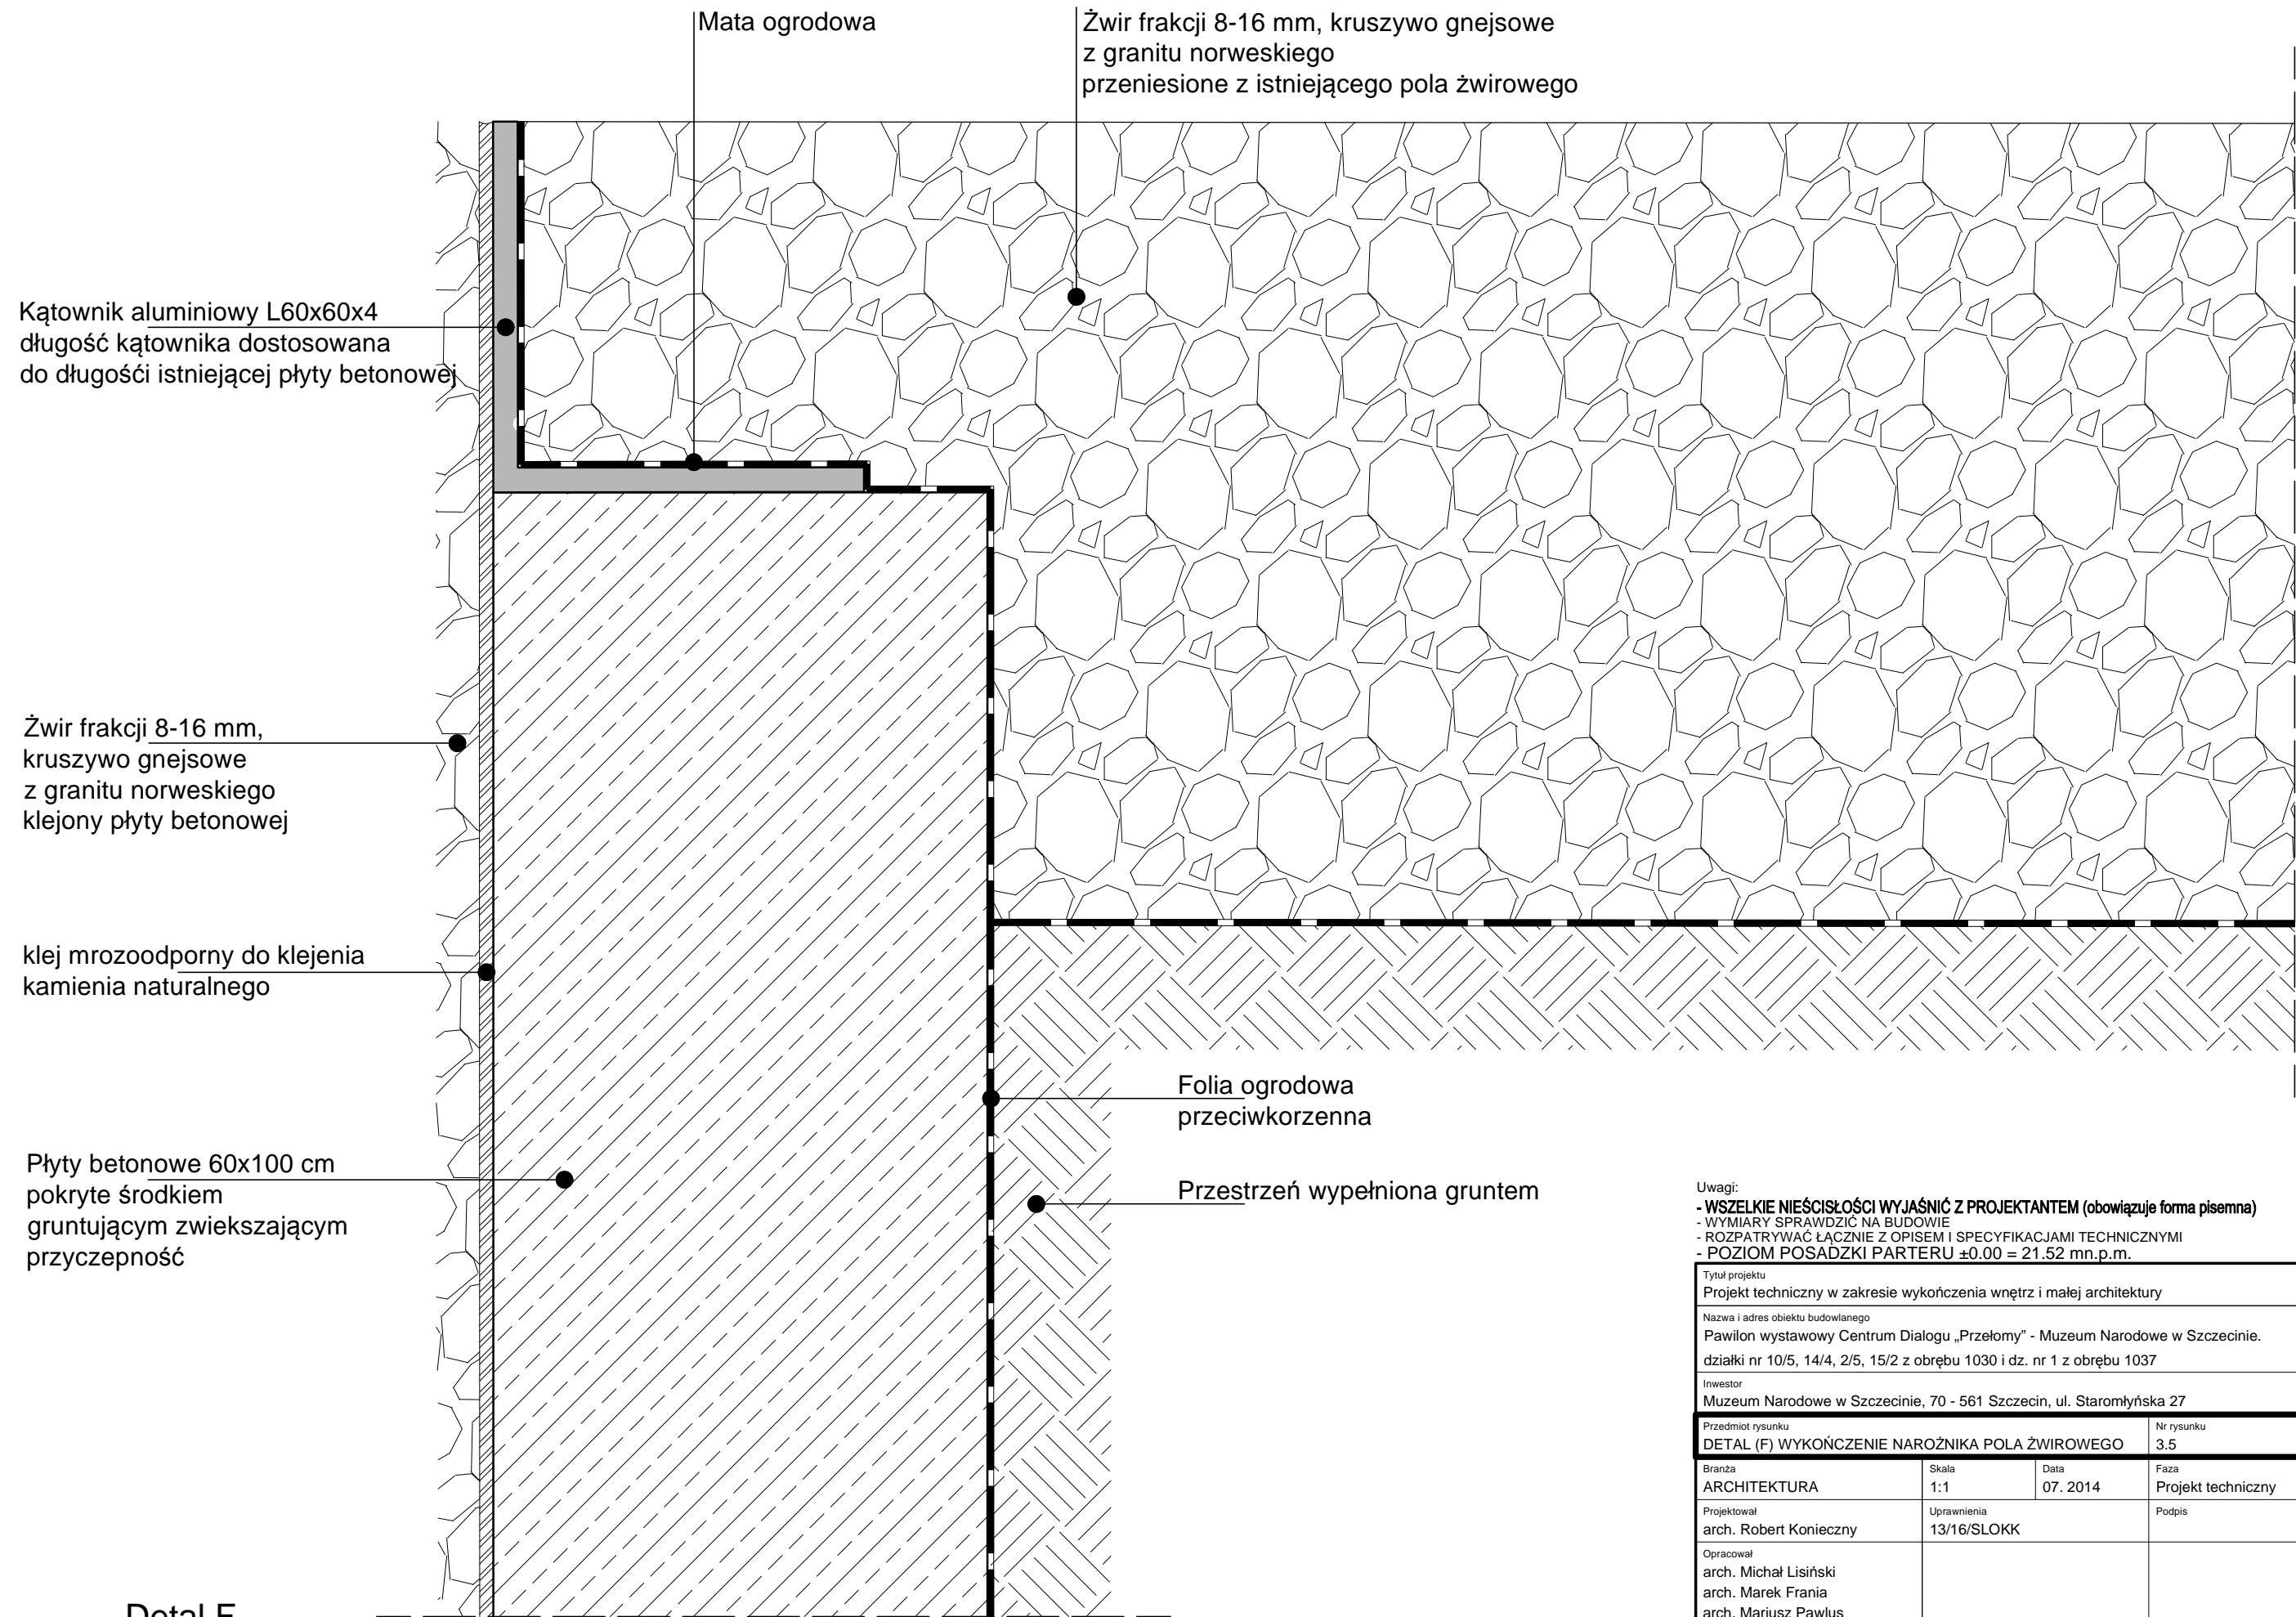 Mata ogrodowa
Żwir frakcji 8-16 mm, kruszywo gnejsowe
z granitu norweskiego
przeniesione z istniejącego pola żwirowego
Kątownik aluminiowy L60x60x4
długość kątownika dostosowana
do długośći istniejącej płyty betonowej
Żwir frakcji 8-16 mm,
kruszywo gnejsowe
z granitu norweskiego
klejony płyty betonowej
klej mrozoodporny do klejenia
kamienia naturalnego
Płyty betonowe 60x100 cm
pokryte środkiem
gruntującym zwiekszającym
przyczepność
Folia ogrodowa
przeciwkorzenna
Przestrzeń wypełniona gruntem
Uwagi:
- WSZELKIE NIEŚCISŁOŚCI WYJAŚNIĆ Z PROJEKTANTEM (obowiązuje forma pisemna)
- WYMIARY SPRAWDZIĆ NA BUDOWIE
- ROZPATRYWAĆ ŁĄCZNIE Z OPISEM I SPECYFIKACJAMI TECHNICZNYMI
- POZIOM POSADZKI PARTERU ±0.00 = 21.52 mn.p.m.
Tytuł projektu
Projekt techniczny w zakresie wykończenia wnętrz i małej architektury
Nazwa i adres obiektu budowlanego
Pawilon wystawowy Centrum Dialogu „Przełomy” - Muzeum Narodowe w Szczecinie.
działki nr 10/5, 14/4, 2/5, 15/2 z obrębu 1030 i dz. nr 1 z obrębu 1037
Inwestor
Muzeum Narodowe w Szczecinie, 70 - 561 Szczecin, ul. Staromłyńska 27
Przedmiot rysunku
DETAL (F) WYKOŃCZENIE NAROŻNIKA POLA ŻWIROWEGO
Nr rysunku
3.5
Branża
ARCHITEKTURA
Skala
1:1
Data
07. 2014
Faza
Projekt techniczny
Projektował
arch. Robert Konieczny
Uprawnienia
13/16/SLOKK
Podpis
Opracował
arch. Michał Lisiński
arch. Marek Frania
arch. Mariusz Pawlus
Detal F